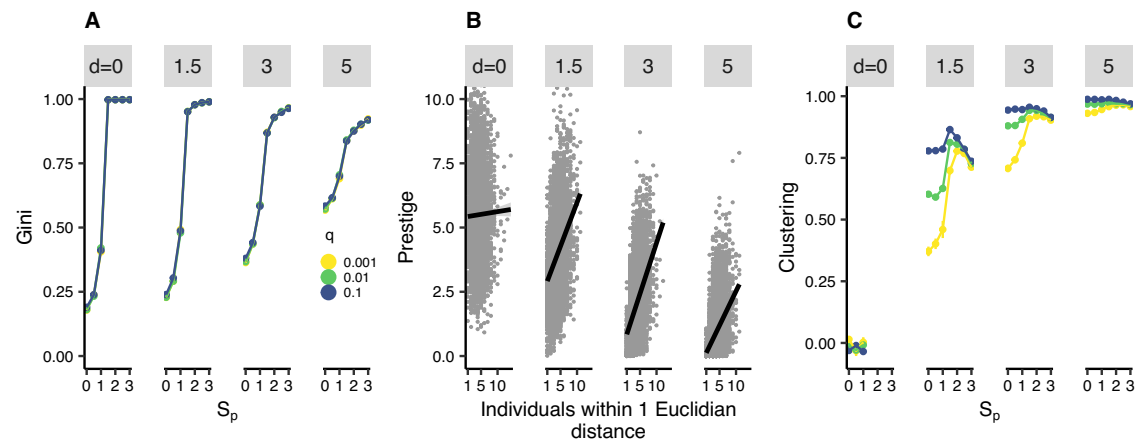 A
B
C
d=0 1.5 3 5
d=0 1.5 3 5
d=0 1.5 3 5
Gini
1.00
0.75
0.50
0.25
0.00
q
0.001
0.01
0.1
0 1 2 3 0 1 2 3 0 1 2 3 0 1 2 3
Sp
Prestige
10.0
7.5
5.0
2.5
0.0
1 5 10 1 5 10 1 5 10 1 5 10
Individuals within 1 Euclidian
distance
Clustering
1.00
0.75
0.50
0.25
0.00
0 1 2 3 0 1 2 3 0 1 2 3 0 1 2 3
Sp